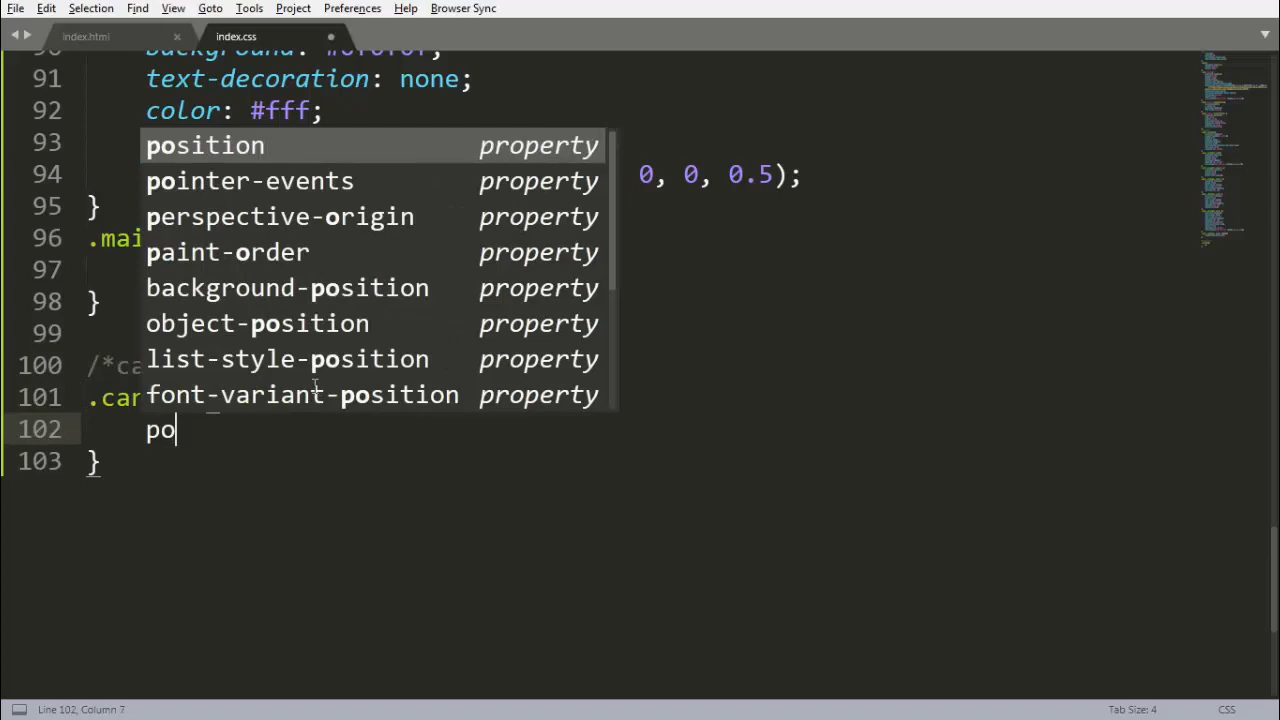 File Edit Selection Find Goto Tools Project Preferences Help Browser Sync
index.html × index.css
91 text-decoration: none;
92 color: #fff;
93 position property
94 pointer-events property 0, 0, 0.5);
95 } perspective-origin property
96 .mai paint-order property
97 background-position property
98 } object-position property
99 list-style-position property
100 /*ca
101 .car font-variant-position property
102 po
103 }
Line 102, Column 7 Tab Size: 4 CSS